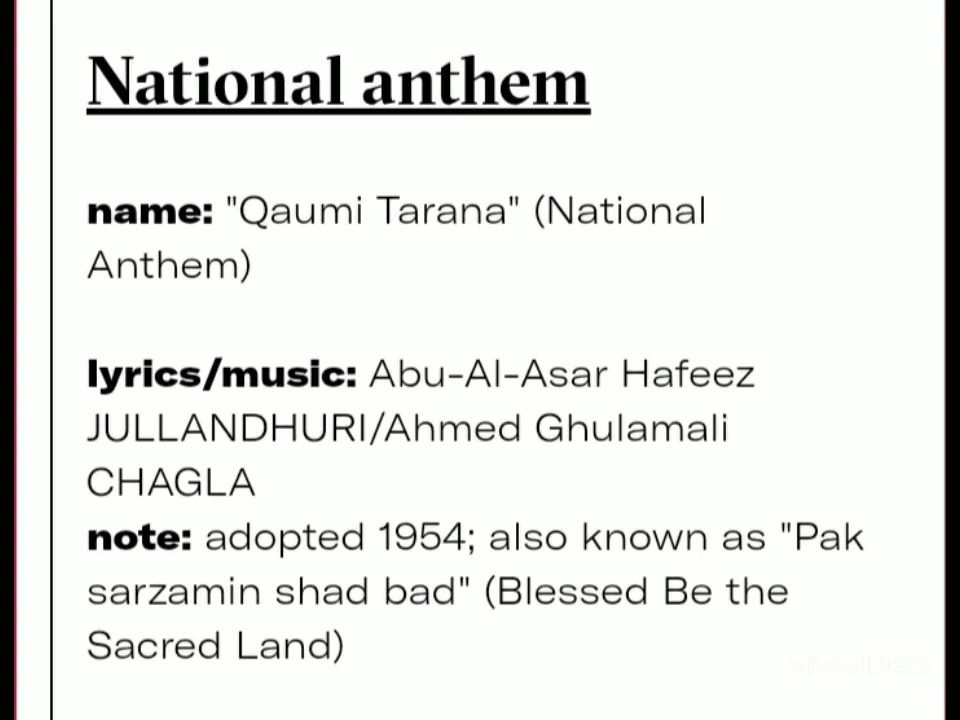 National anthem
name: "Qaumi Tarana" (National
Anthem)
lyrics/music: Abu-Al-Asar Hafeez
JULLANDHURI/Ahmed Ghulamali
CHAGLA
note: adopted 1954; also known as "Pak
sarzamin shad bad" (Blessed Be the
Sacred Land)